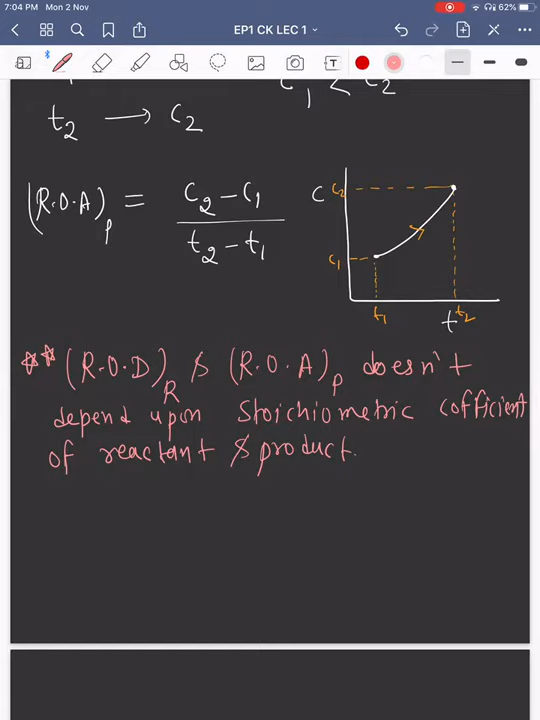 7:04 PM Mon 2 Nov
62%
EP1 CK LEC 1
T
C1 < C2
t2 → C2
(R.O.A)p = C2 - C1
t2 - t1
C
C2
C1
t1
t2
t
** (R.O.D)R & (R.O.A)p doesn't
depend upon Stoichiometric cofficient
of reactant & product.